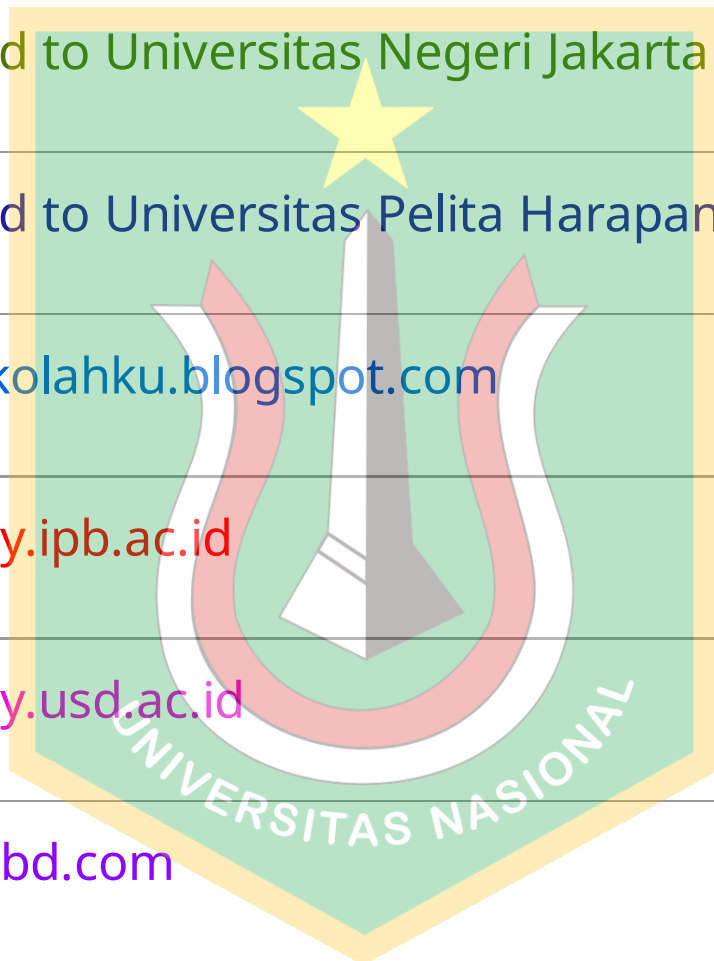 d to Universitas Negeri Jakarta
d to Universitas Pelita Harapan
kolahku.blogspot.com
y.ipb.ac.id
y.usd.ac.id
bd.com
UNIVERSITAS NASIONAL